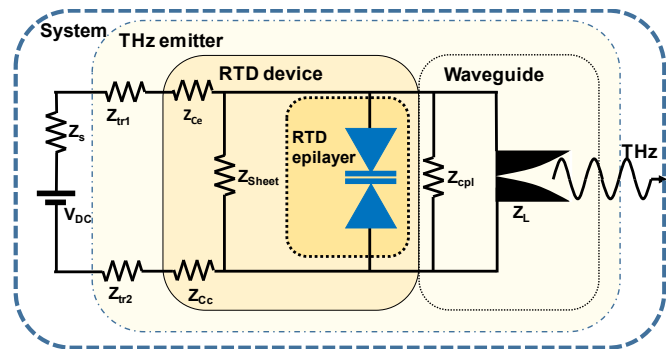 System
THz emitter
RTD device
Waveguide
Z_tr1
Z_Ce
Z_s
RTD
epilayer
THz
Z_Sheet
Z_cpl
V_DC
Z_L
Z_tr2
Z_Cc